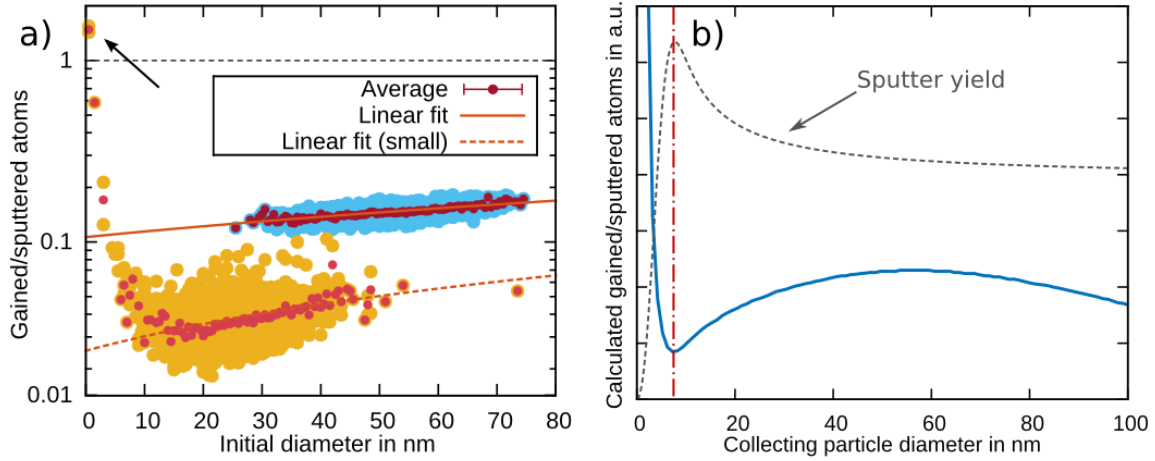 a)
Gained/sputtered atoms
1
0.1
0.01
Average
Linear fit
Linear fit (small)
0 10 20 30 40 50 60 70 80
Initial diameter in nm
b)
Calculated gained/sputtered atoms in a.u.
Sputter yield
0 20 40 60 80 100
Collecting particle diameter in nm